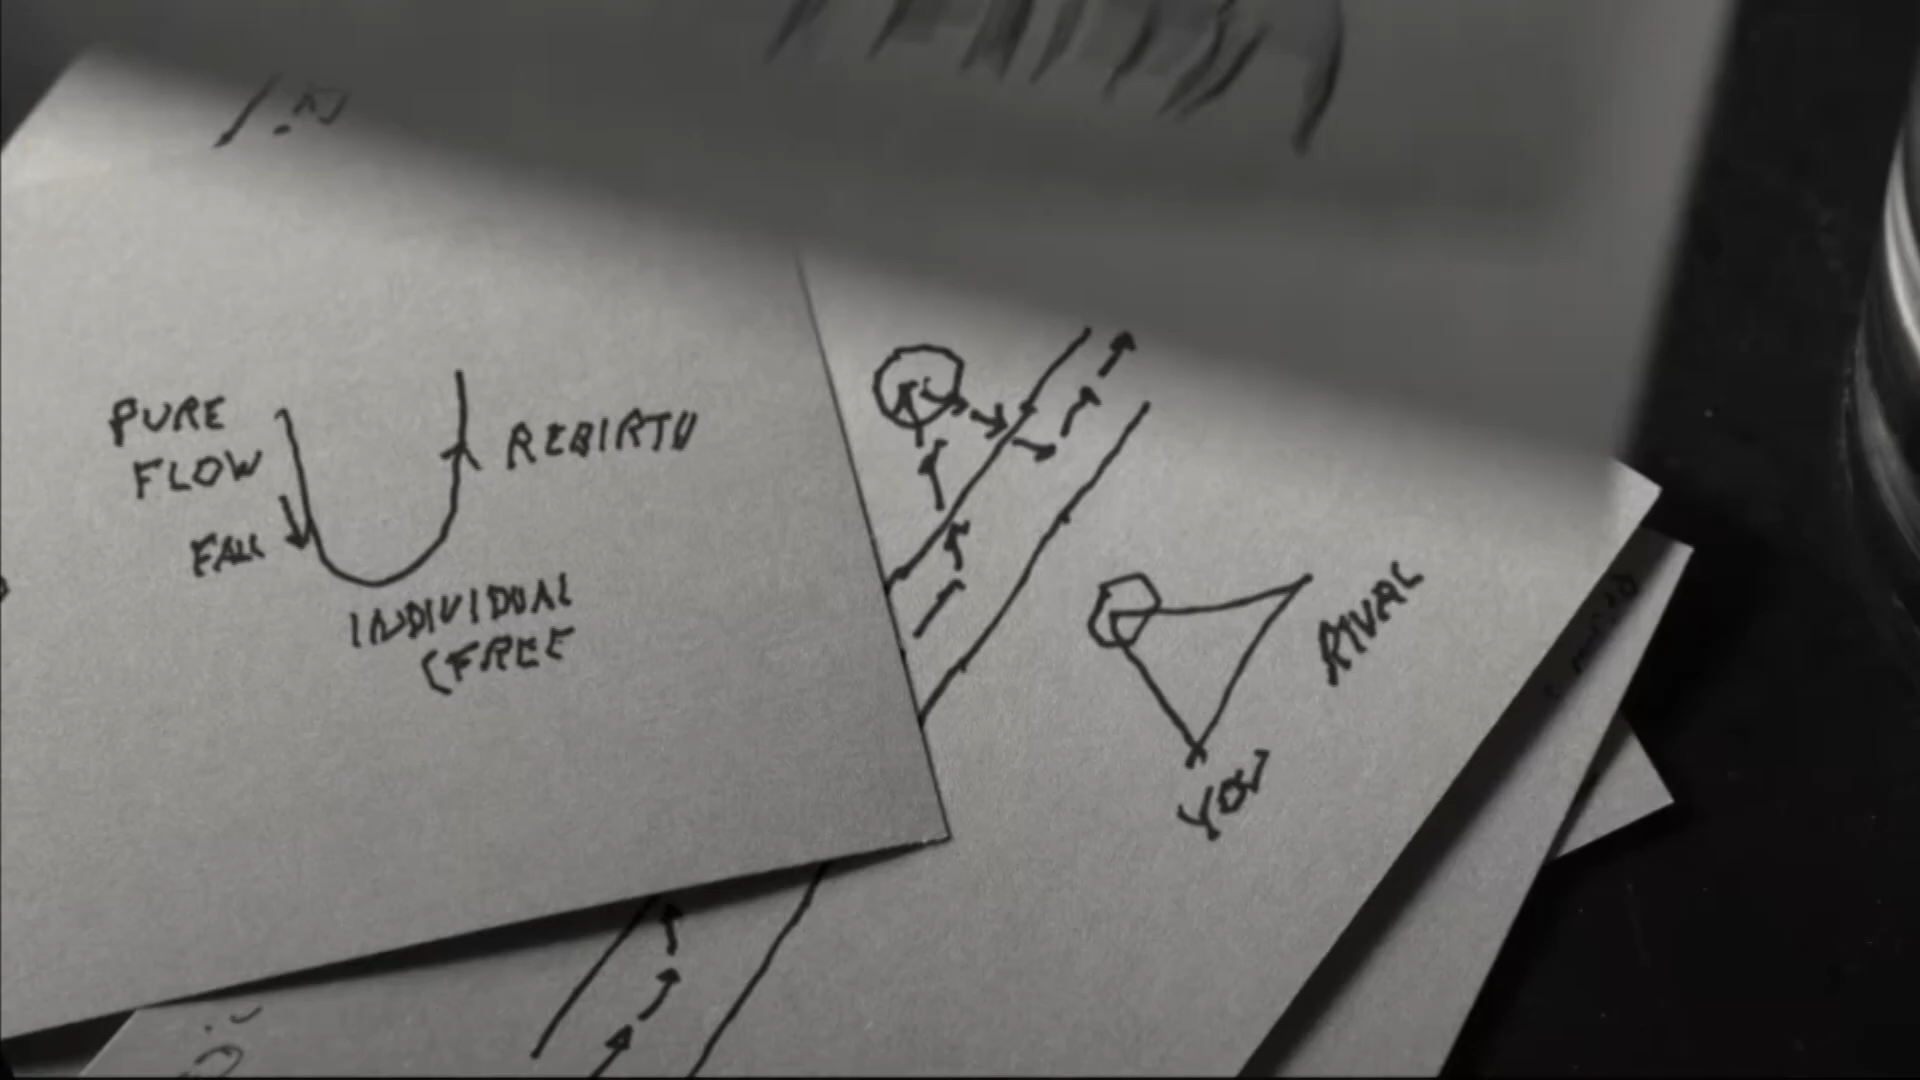 PURE
FLOW
FALL
REBIRTH
INDIVIDUAL
(FREE
RIVAL
YOU